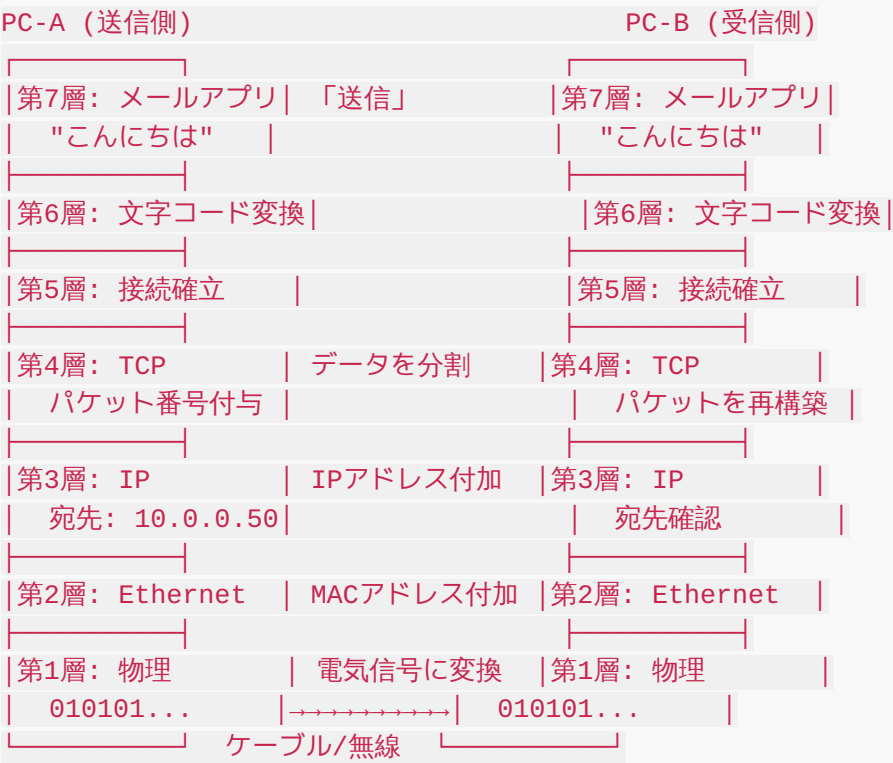 PC-A (送信側)                          PC-B (受信側)
┌──────────┐                      ┌──────────┐
│第7層: メールアプリ│ 「送信」        │第7層: メールアプリ│
│  "こんにちは"   │                │  "こんにちは"   │
├──────────┤                      ├──────────┤
│第6層: 文字コード変換│               │第6層: 文字コード変換│
├──────────┤                      ├──────────┤
│第5層: 接続確立    │               │第5層: 接続確立    │
├──────────┤                      ├──────────┤
│第4層: TCP       │ データを分割    │第4層: TCP       │
│  パケット番号付与 │                 │  パケットを再構築 │
├──────────┤                      ├──────────┤
│第3層: IP        │ IPアドレス付加  │第3層: IP        │
│  宛先: 10.0.0.50│                 │  宛先確認       │
├──────────┤                      ├──────────┤
│第2層: Ethernet  │ MACアドレス付加 │第2層: Ethernet  │
├──────────┤                      ├──────────┤
│第1層: 物理       │ 電気信号に変換  │第1層: 物理       │
│  010101...     │→→→→→→→→→→│  010101...     │
└──────────┘  ケーブル/無線  └──────────┘